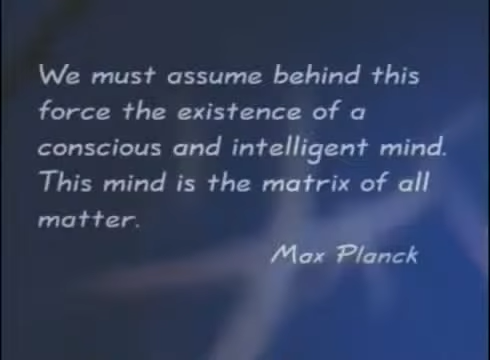 We must assume behind this
force the existence of a
conscious and intelligent mind.
This mind is the matrix of all
matter.
Max Planck